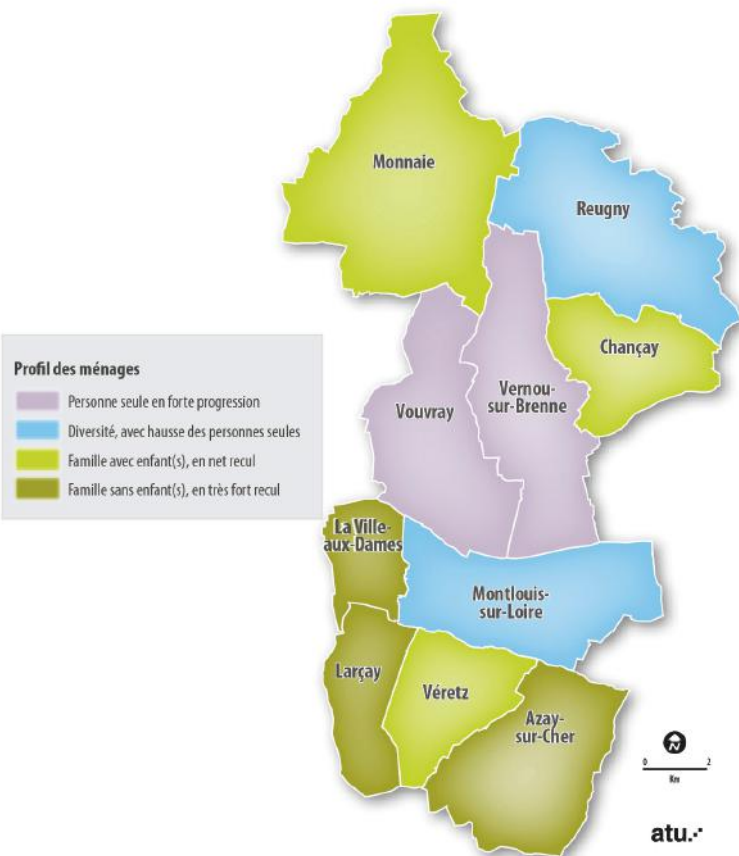 Monnaie
Reugny
Chançay
Vernou-
sur-Brenne
Vouvray
Profil des ménages
Personne seule en forte progression
Diversité, avec hausse des personnes seules
Famille avec enfant(s), en net recul
Famille sans enfant(s), en très fort recul
La Ville-
aux-Dames
Montlouis-
sur-Loire
Larçay
Véretz
Azay-
sur-Cher
N
0 2
Km
atu.